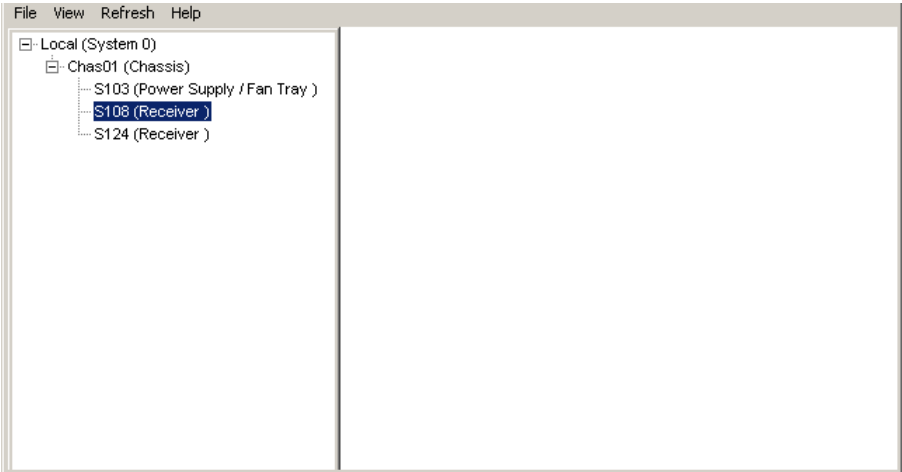 File View Refresh Help
Local (System 0)
Chas01 (Chassis)
S103 (Power Supply / Fan Tray )
S108 (Receiver )
S124 (Receiver )